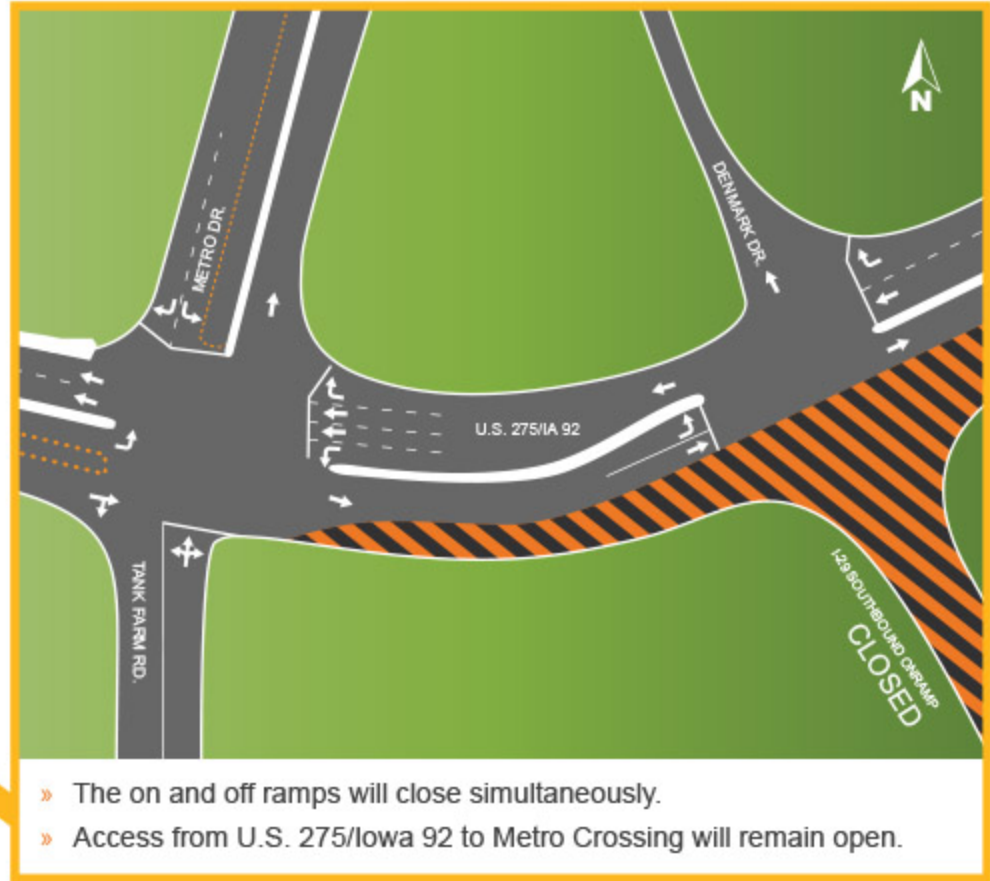 N
METRO DR.
DENMARK DR.
U.S. 275/IA 92
TANK FARM RD.
I-29 SOUTHBOUND ONRAMP
CLOSED
» The on and off ramps will close simultaneously.
» Access from U.S. 275/Iowa 92 to Metro Crossing will remain open.